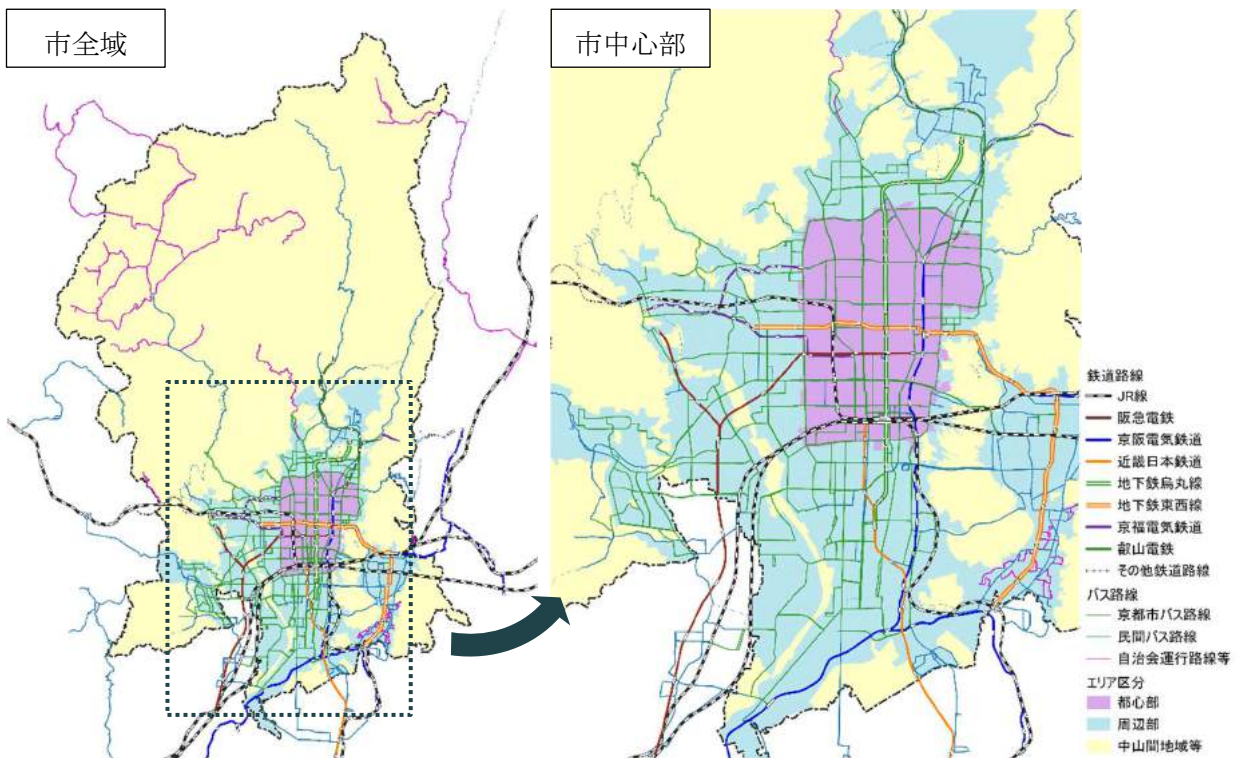 市全域
市中心部
鉄道路線
JR線
阪急電鉄
京阪電気鉄道
近畿日本鉄道
地下鉄烏丸線
地下鉄東西線
京福電気鉄道
叡山電鉄
その他鉄道路線
バス路線
京都市バス路線
民間バス路線
自治会運行路線等
エリア区分
都心部
周辺部
中山間地域等